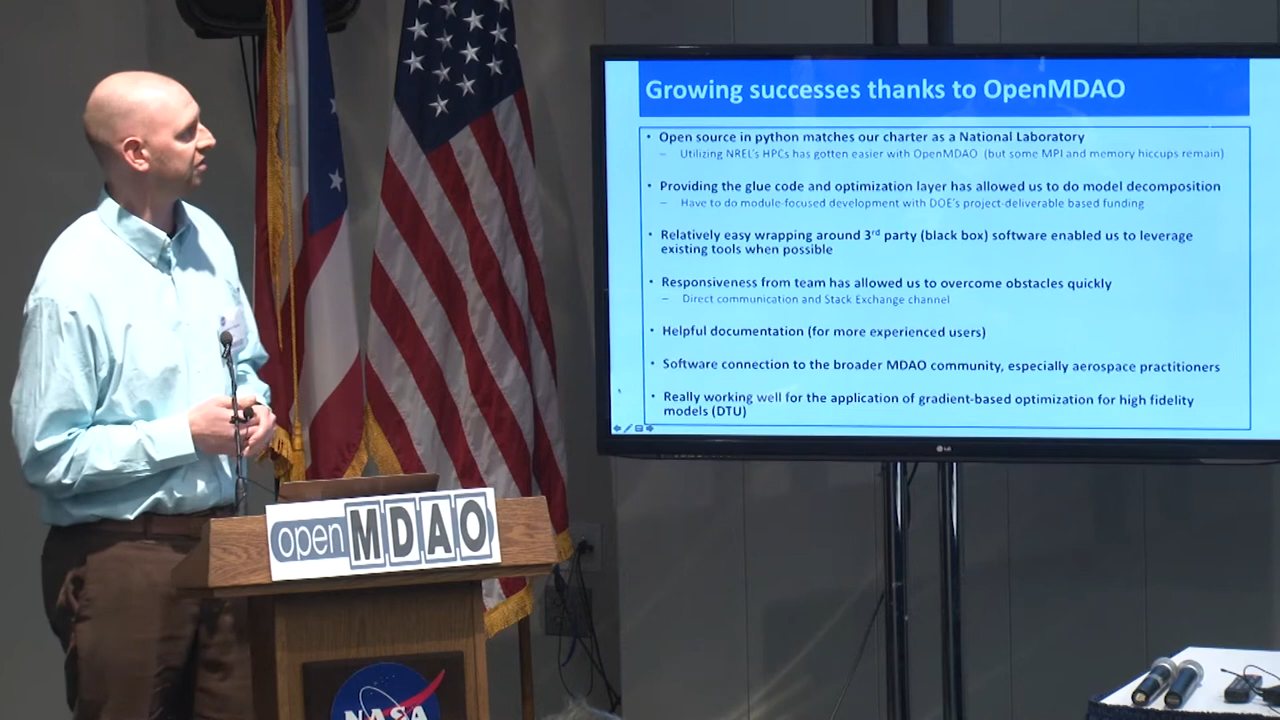 Growing successes thanks to OpenMDAO
• Open source in python matches our charter as a National Laboratory
– Utilizing NREL's HPCs has gotten easier with OpenMDAO (but some MPI and memory hiccups remain)
• Providing the glue code and optimization layer has allowed us to do model decomposition
– Have to do module-focused development with DOE's project-deliverable based funding
• Relatively easy wrapping around 3rd party (black box) software enabled us to leverage
existing tools when possible
• Responsiveness from team has allowed us to overcome obstacles quickly
– Direct communication and Stack Exchange channel
• Helpful documentation (for more experienced users)
• Software connection to the broader MDAO community, especially aerospace practitioners
• Really working well for the application of gradient-based optimization for high fidelity
models (DTU)
LG
openMDAO
NASA